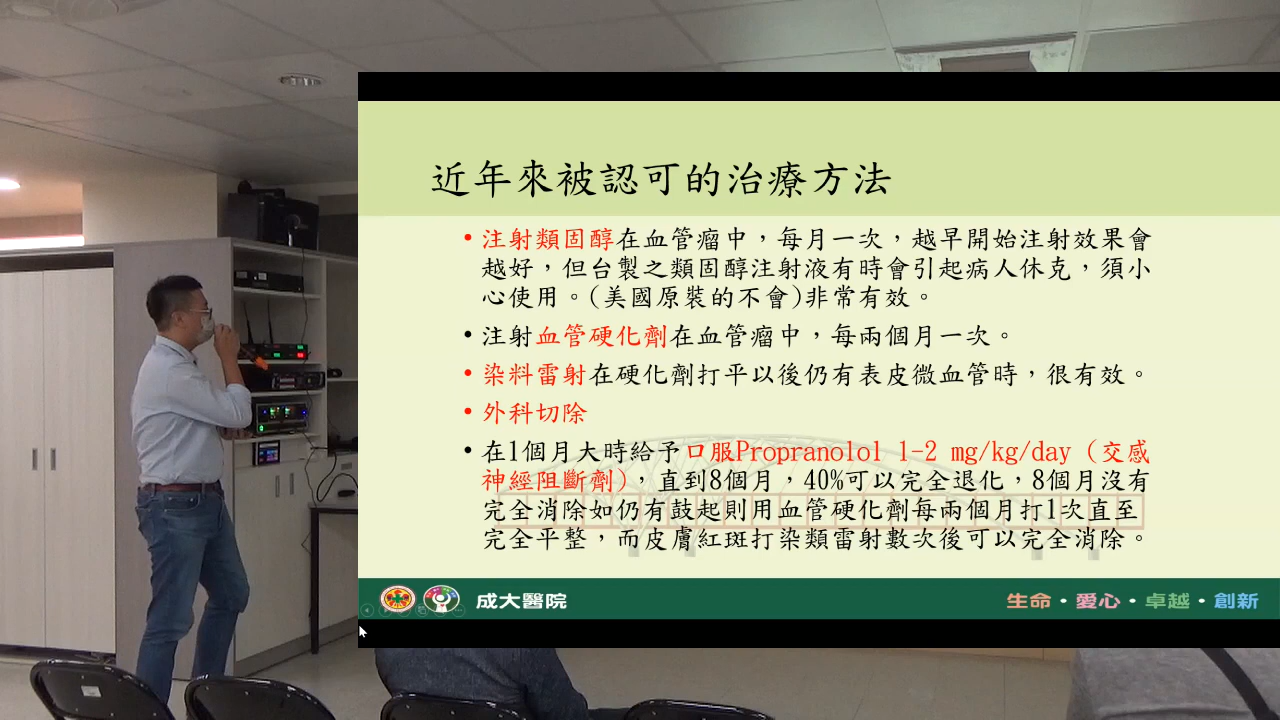 近年來被認可的治療方法
•注射類固醇在血管瘤中，每月一次，越早開始注射效果會
越好，但台製之類固醇注射液有時會引起病人休克，須小
心使用。(美國原裝的不會)非常有效。
•注射血管硬化劑在血管瘤中，每兩個月一次。
•染料雷射在硬化劑打平以後仍有表皮微血管時，很有效。
•外科切除
•在1個月大時給予口服Propranolol 1-2 mg/kg/day (交感
神經阻斷劑)，直到8個月，40%可以完全退化，8個月沒有
完全消除如仍有鼓起則用血管硬化劑每兩個月打1次直至
完全平整，而皮膚紅斑打染類雷射數次後可以完全消除。
成大醫院
生命•愛心•卓越•創新